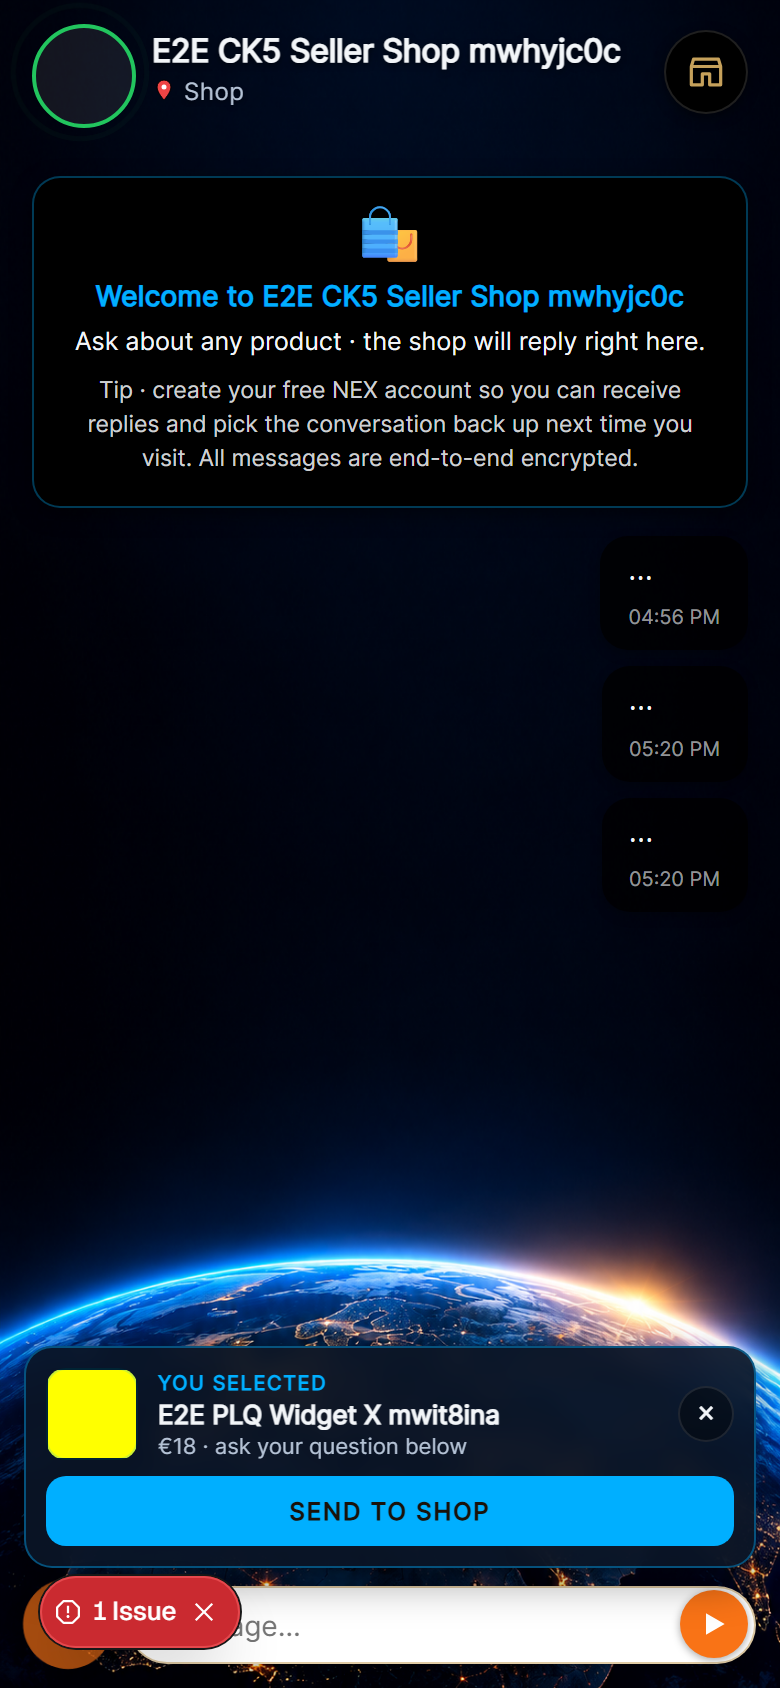 E2E CK5 Seller Shop mwhyjc0c
Shop
Welcome to E2E CK5 Seller Shop mwhyjc0c
Ask about any product · the shop will reply right here.
Tip · create your free NEX account so you can receive
replies and pick the conversation back up next time you
visit. All messages are end-to-end encrypted.
...
04:56 PM
...
05:20 PM
...
05:20 PM
YOU SELECTED
E2E PLQ Widget X mwit8ina
€18 · ask your question below
SEND TO SHOP
1 Issue